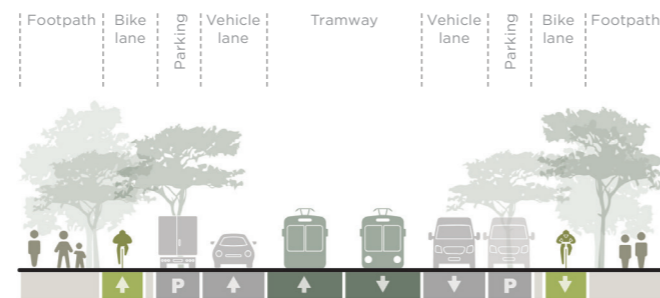 Footpath
Bike
lane
Parking
Vehicle
lane
Tramway
Vehicle
lane
Parking
Bike
lane
Footpath
P
P